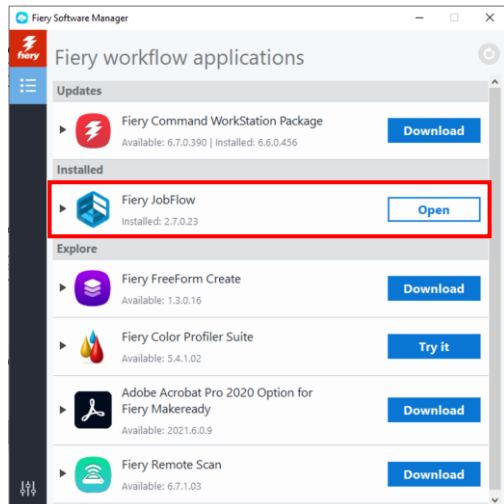 Fiery Software Manager
fiery
Fiery workflow applications
Updates
Fiery Command WorkStation Package
Available: 6.7.0.390 | Installed: 6.6.0.456
Download
Installed
Fiery JobFlow
Installed: 2.7.0.23
Open
Explore
Fiery FreeForm Create
Available: 1.3.0.16
Download
Fiery Color Profiler Suite
Available: 5.4.1.02
Try it
Adobe Acrobat Pro 2020 Option for
Fiery Makeready
Available: 2021.6.0.9
Download
Fiery Remote Scan
Available: 6.7.1.03
Download